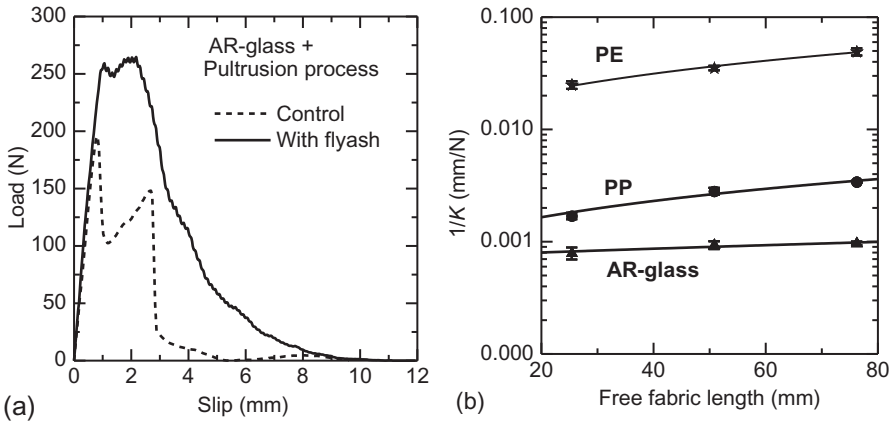 300
250
200
150
100
50
0
Load (N)
AR-glass +
Pultrusion process
Control
With flyash
0 2 4 6 8 10 12
Slip (mm)
(a)
0.100
0.010
0.001
0.000
1/K (mm/N)
PE
PP
AR-glass
20 40 60 80
Free fabric length (mm)
(b)